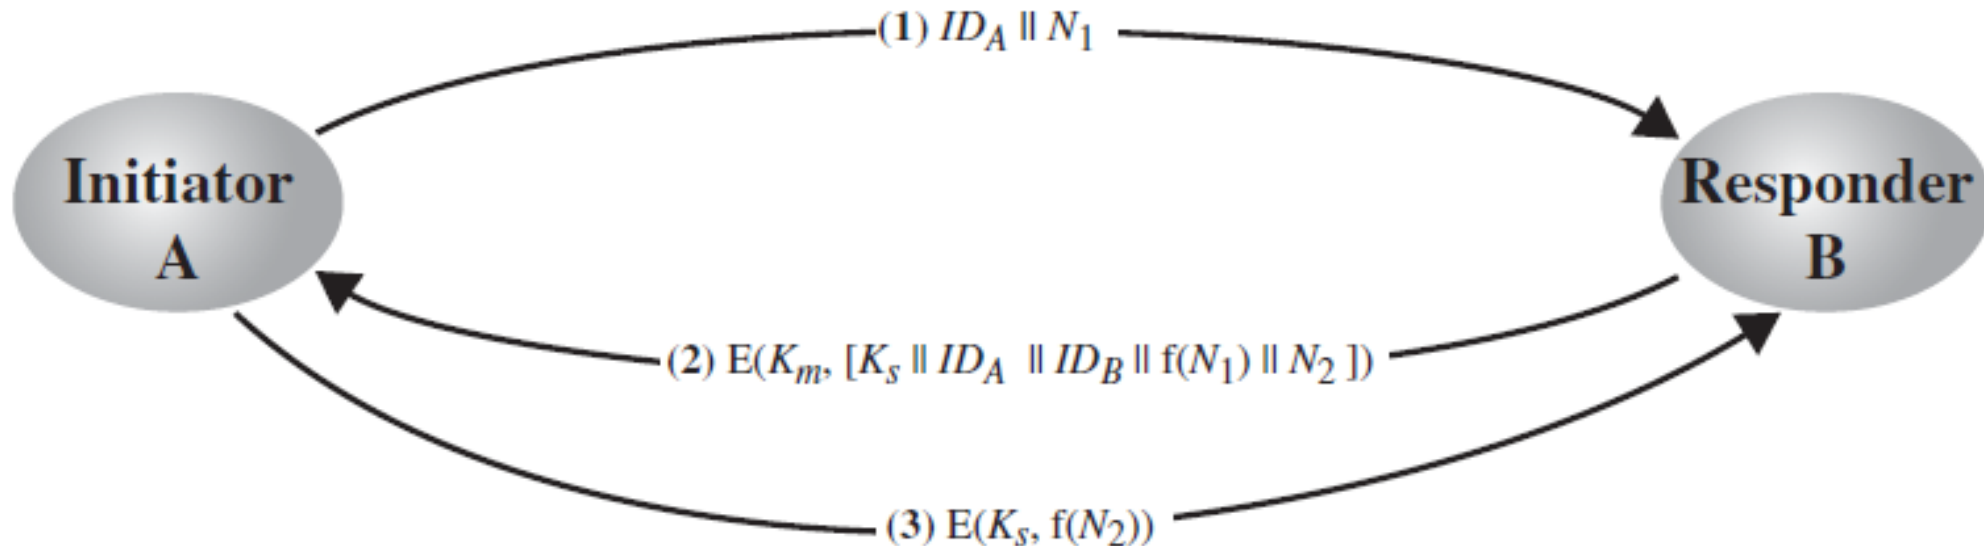 (1) ID_A || N_1
Initiator
A
Responder
B
(2) E(K_m, [K_s || ID_A || ID_B || f(N_1) || N_2 ])
(3) E(K_s, f(N_2))